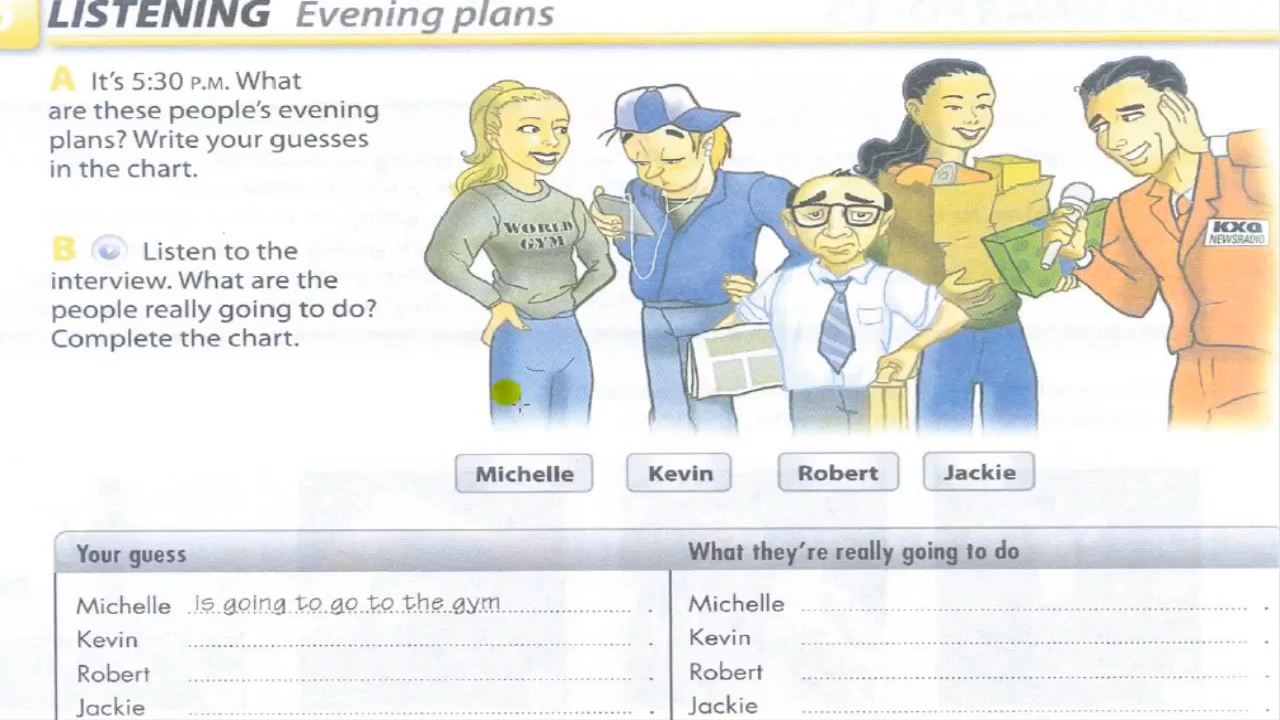 LISTENING Evening plans
A It's 5:30 P.M. What
are these people's evening
plans? Write your guesses
in the chart.
B Listen to the
interview. What are the
people really going to do?
Complete the chart.
WORLD
GYM
KXQ
NEWSRADIO
Michelle Kevin Robert Jackie
Your guess What they're really going to do
Michelle is going to go to the gym . Michelle .
Kevin . Kevin .
Robert . Robert .
Jackie . Jackie .